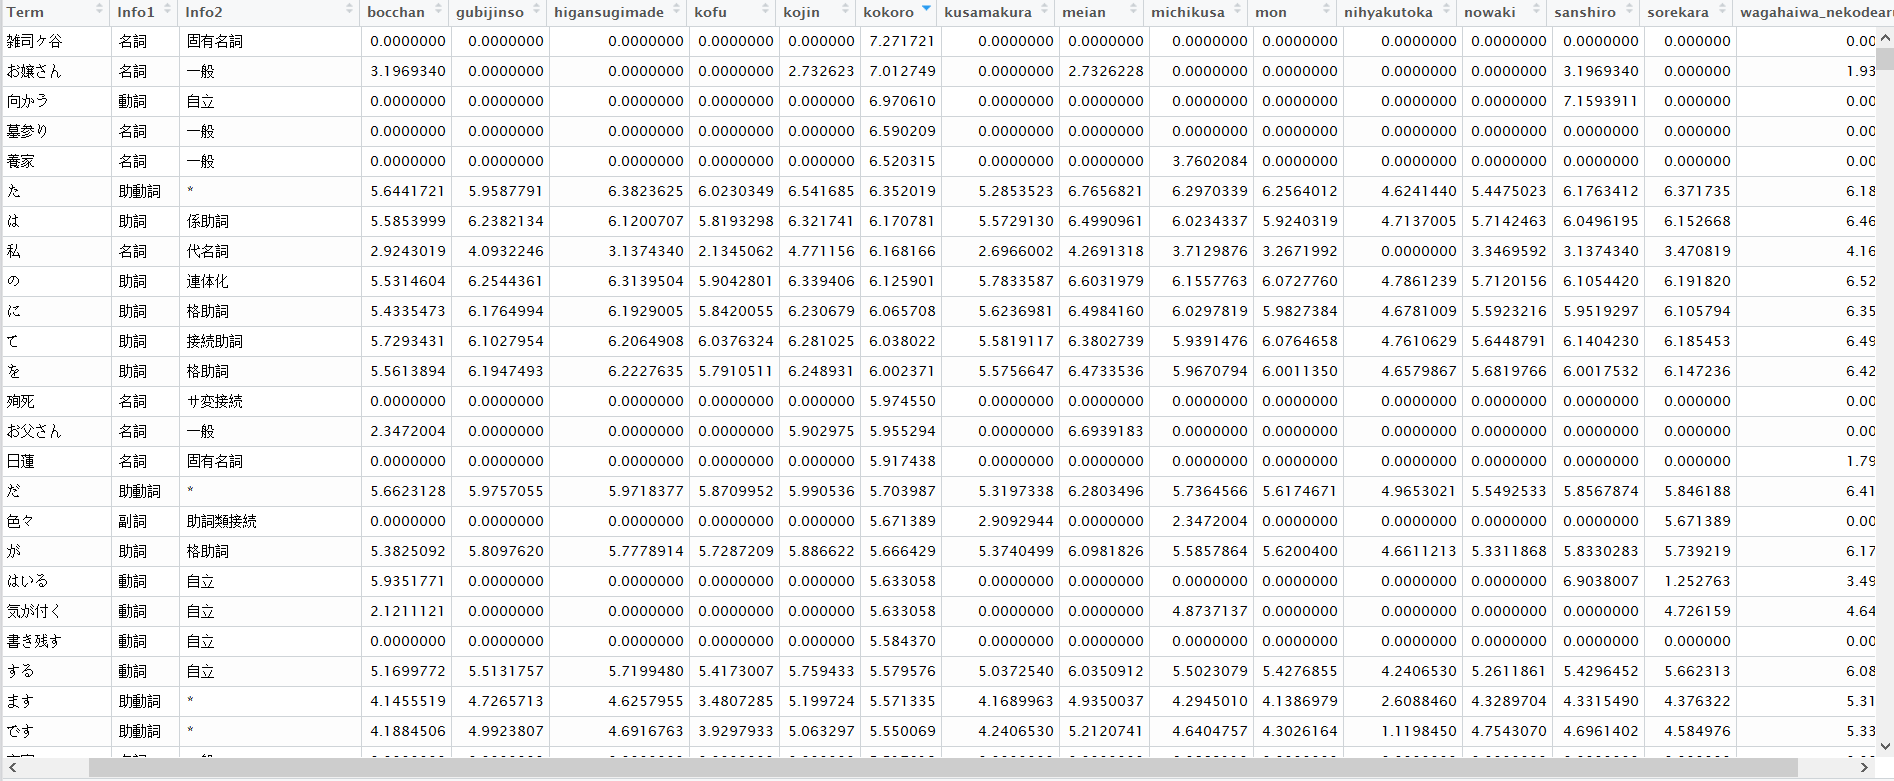 Term Info1 Info2 bocchan gubijinso higansugimade kofu kojin kokoro kusamakura meian michikusa mon nihyakutoka nowaki sanshiro sorekara
雑司ヶ谷 名詞 固有名詞 0.0000000 0.0000000 0.0000000 0.0000000 0.000000 7.271721 0.0000000 0.0000000 0.0000000 0.0000000 0.0000000 0.0000000 0.0000000 0.000000 0.00
お嬢さん 名詞 一般 3.1969340 0.0000000 0.0000000 0.0000000 2.732623 7.012749 0.0000000 2.7326228 0.0000000 0.0000000 0.0000000 0.0000000 3.1969340 0.000000 1.93
向かう 動詞 自立 0.0000000 0.0000000 0.0000000 0.0000000 0.000000 6.970610 0.0000000 0.0000000 0.0000000 0.0000000 0.0000000 0.0000000 7.1593911 0.000000 0.00
墓参り 名詞 一般 0.0000000 0.0000000 0.0000000 0.0000000 0.000000 6.590209 0.0000000 0.0000000 0.0000000 0.0000000 0.0000000 0.0000000 0.0000000 0.000000 0.00
養家 名詞 一般 0.0000000 0.0000000 0.0000000 0.0000000 0.000000 6.520315 0.0000000 0.0000000 3.7602084 0.0000000 0.0000000 0.0000000 0.0000000 0.000000 0.00
た 助動詞 * 5.6441721 5.9587791 6.3823625 6.0230349 6.541685 6.352019 5.2853523 6.7656821 6.2970339 6.2564012 4.6241440 5.4475023 6.1763412 6.371735 6.18
は 助詞 係助詞 5.5853999 6.2382134 6.1200707 5.8193298 6.321741 6.170781 5.5729130 6.4990961 6.0234337 5.9240319 4.7137005 5.7142463 6.0496195 6.152668 6.46
私 名詞 代名詞 2.9243019 4.0932246 3.1374340 2.1345062 4.771156 6.168166 2.6966002 4.2691318 3.7129876 3.2671992 0.0000000 3.3469592 3.1374340 3.470819 4.16
の 助詞 連体化 5.5314604 6.2544361 6.3139504 5.9042801 6.339406 6.125901 5.7833587 6.6031979 6.1557763 6.0727760 4.7861239 5.7120156 6.1054420 6.191820 6.52
に 助詞 格助詞 5.4335473 6.1764994 6.1929005 5.8420055 6.230679 6.065708 5.6236981 6.4984160 6.0297819 5.9827384 4.6781009 5.5923216 5.9519297 6.105794 6.35
て 助詞 接続助詞 5.7293431 6.1027954 6.2064908 6.0376324 6.281025 6.038022 5.5819117 6.3802739 5.9391476 6.0764658 4.7610629 5.6448791 6.1404230 6.185453 6.49
を 助詞 格助詞 5.5613894 6.1947493 6.2227635 5.7910511 6.248931 6.002371 5.5756647 6.4733536 5.9670794 6.0011350 4.6579867 5.6819766 6.0017532 6.147236 6.42
殉死 名詞 サ変接続 0.0000000 0.0000000 0.0000000 0.0000000 0.000000 5.974550 0.0000000 0.0000000 0.0000000 0.0000000 0.0000000 0.0000000 0.0000000 0.000000 0.00
お父さん 名詞 一般 2.3472004 0.0000000 0.0000000 0.0000000 5.902975 5.955294 0.0000000 6.6939183 0.0000000 0.0000000 0.0000000 0.0000000 0.0000000 0.000000 0.00
日蓮 名詞 固有名詞 0.0000000 0.0000000 0.0000000 0.0000000 0.000000 5.917438 0.0000000 0.0000000 0.0000000 0.0000000 0.0000000 0.0000000 0.0000000 0.000000 1.79
だ 助動詞 * 5.6623128 5.9757055 5.9718377 5.8709952 5.990536 5.703987 5.3197338 6.2803496 5.7364566 5.6174671 4.9653021 5.5492533 5.8567874 5.846188 6.41
色々 副詞 助詞類接続 0.0000000 0.0000000 0.0000000 0.0000000 0.000000 5.671389 2.9092944 0.0000000 2.3472004 0.0000000 0.0000000 0.0000000 0.0000000 5.671389 0.00
が 助詞 格助詞 5.3825092 5.8097620 5.7778914 5.7287209 5.886622 5.666429 5.3740499 6.0981826 5.5857864 5.6200400 4.6611213 5.3311868 5.8330283 5.739219 6.17
はいる 動詞 自立 5.9351771 0.0000000 0.0000000 0.0000000 0.000000 5.633058 0.0000000 0.0000000 0.0000000 0.0000000 0.0000000 0.0000000 6.9038007 1.252763 3.49
気が付く 動詞 自立 2.1211121 0.0000000 0.0000000 0.0000000 0.000000 5.633058 0.0000000 0.0000000 4.8737137 0.0000000 0.0000000 0.0000000 0.0000000 4.726159 4.64
書き残す 動詞 自立 0.0000000 0.0000000 0.0000000 0.0000000 0.000000 5.584370 0.0000000 0.0000000 0.0000000 0.0000000 0.0000000 0.0000000 0.0000000 0.000000 0.00
する 動詞 自立 5.1699772 5.5131757 5.7199480 5.4173007 5.759433 5.579576 5.0372540 6.0350912 5.5023079 5.4276855 4.2406530 5.2611861 5.4296452 5.662313 6.08
ます 助動詞 * 4.1455519 4.7265713 4.6257955 3.4807285 5.199724 5.571335 4.1689963 4.9350037 4.2945010 4.1386979 2.6088460 4.3289704 4.3315490 4.376322 5.31
です 助動詞 * 4.1884506 4.9923807 4.6916763 3.9297933 5.063297 5.550069 4.2406530 5.2120741 4.6404757 4.3026164 1.1198450 4.7543070 4.6961402 4.584976 5.33